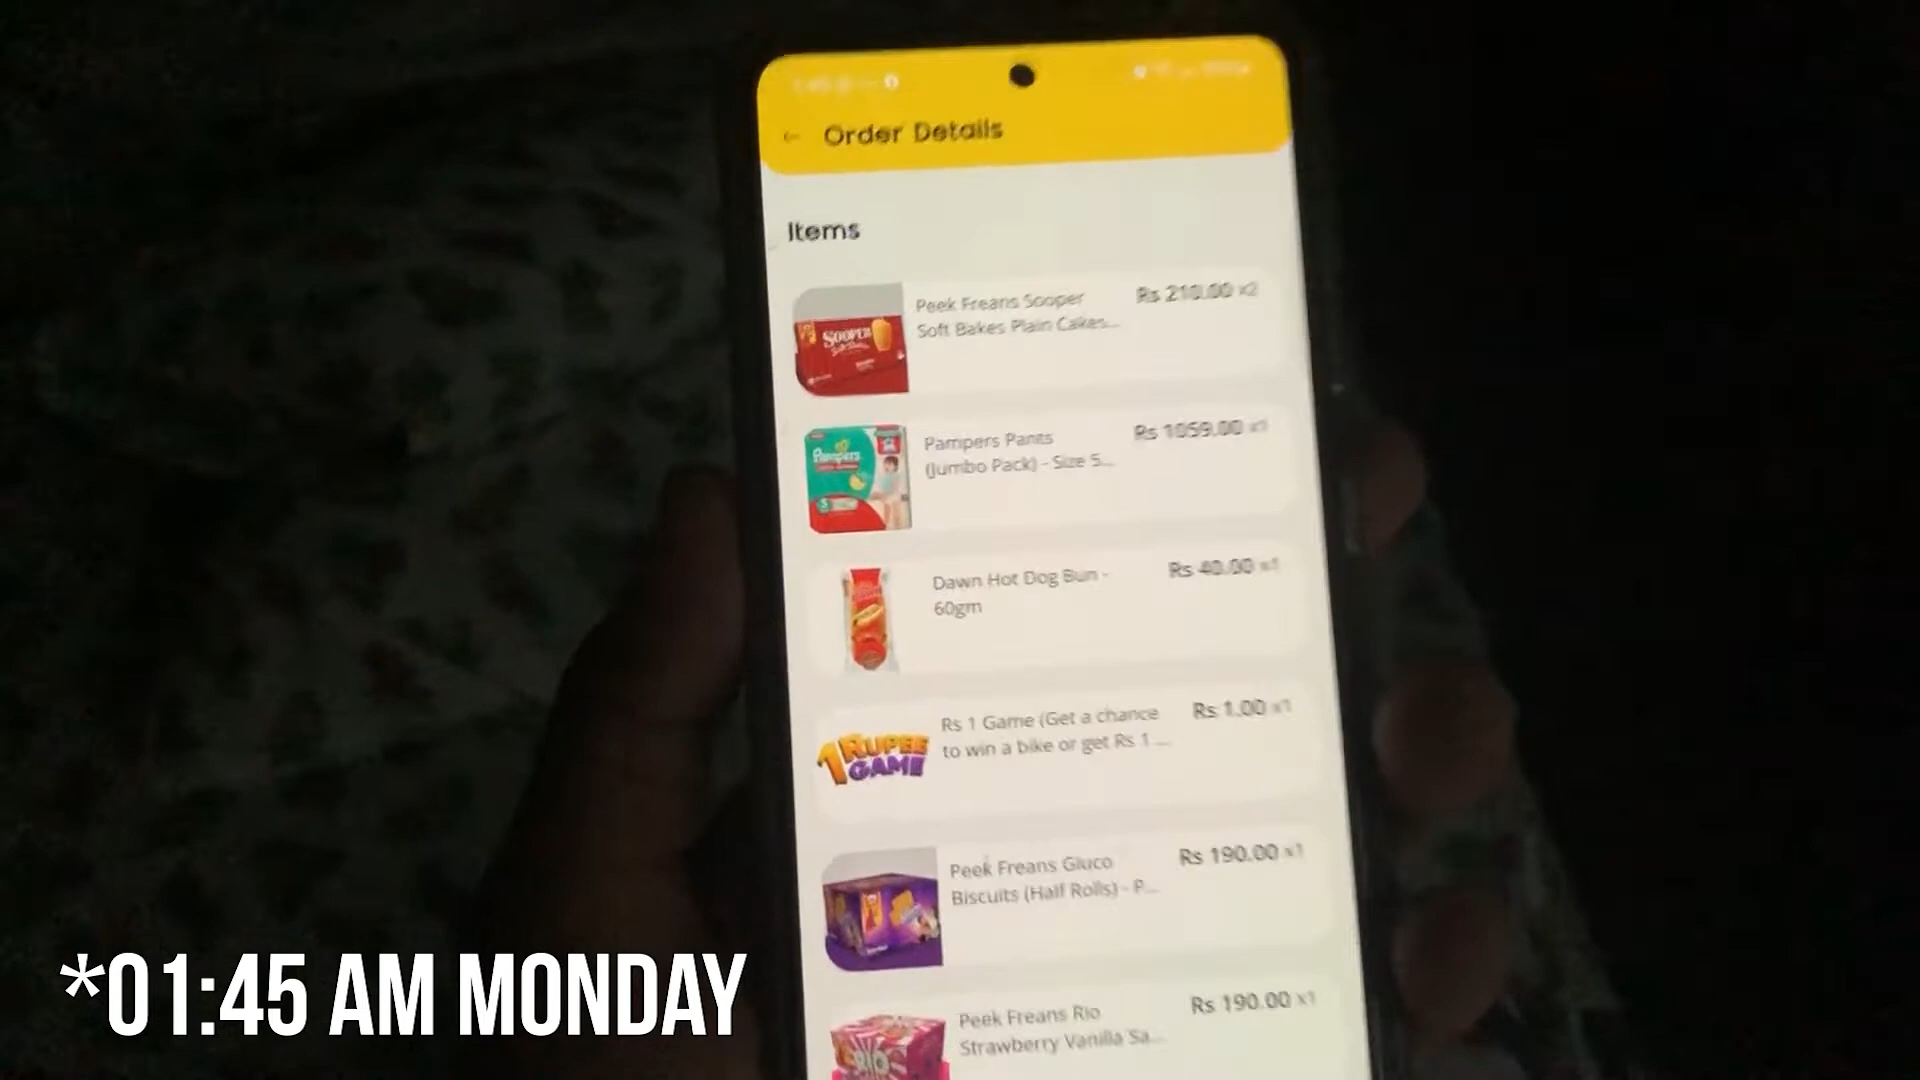 Order Details
Items
Peek Freans Sooper
Soft Bakes Plain Cakes...
Rs 210.00 x2
SOOPER
Pampers Pants
(Jumbo Pack) - Size 5...
Rs 1059.00 x1
Pampers
5
Dawn Hot Dog Bun -
60gm
Rs 40.00 x1
Rs 1 Game (Get a chance
to win a bike or get Rs 1 ...
Rs 1.00 x1
1 RUPEE
GAME
Peek Freans Gluco
Biscuits (Half Rolls) - P...
Rs 190.00 x1
Peek Freans Rio
Strawberry Vanilla Sa...
Rs 190.00 x1
RIO
*01:45 AM MONDAY